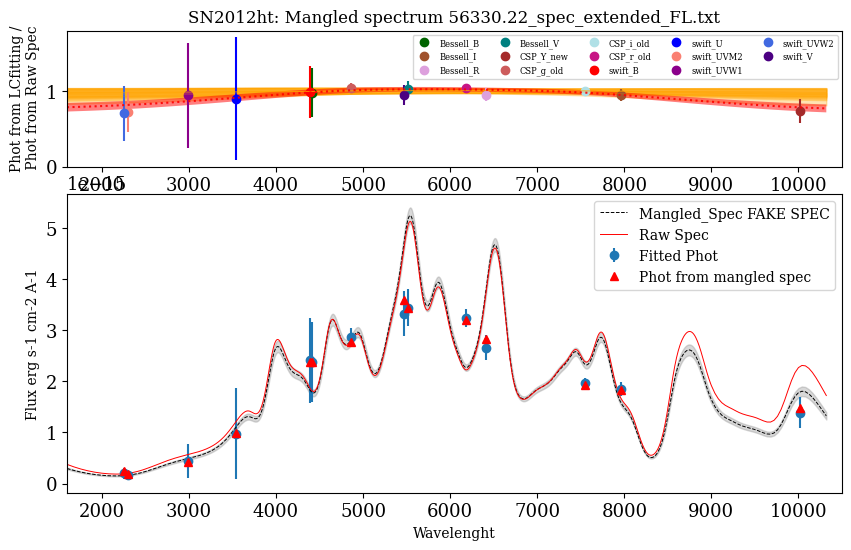 SN2012ht: Mangled spectrum 56330.22_spec_extended_FL.txt
Phot from LCfitting /
Phot from Raw Spec
1
0
Bessell_B
Bessell_I
Bessell_R
Bessell_V
CSP_Y_new
CSP_g_old
CSP_i_old
CSP_r_old
swift_B
swift_U
swift_UVM2
swift_UVW1
swift_UVW2
swift_V
2000 3000 4000 5000 6000 7000 8000 9000 10000
Flux erg s-1 cm-2 A-1
5
4
3
2
1
0
Mangled_Spec FAKE SPEC
Raw Spec
Fitted Phot
Phot from mangled spec
2000 3000 4000 5000 6000 7000 8000 9000 10000
Wavelenght